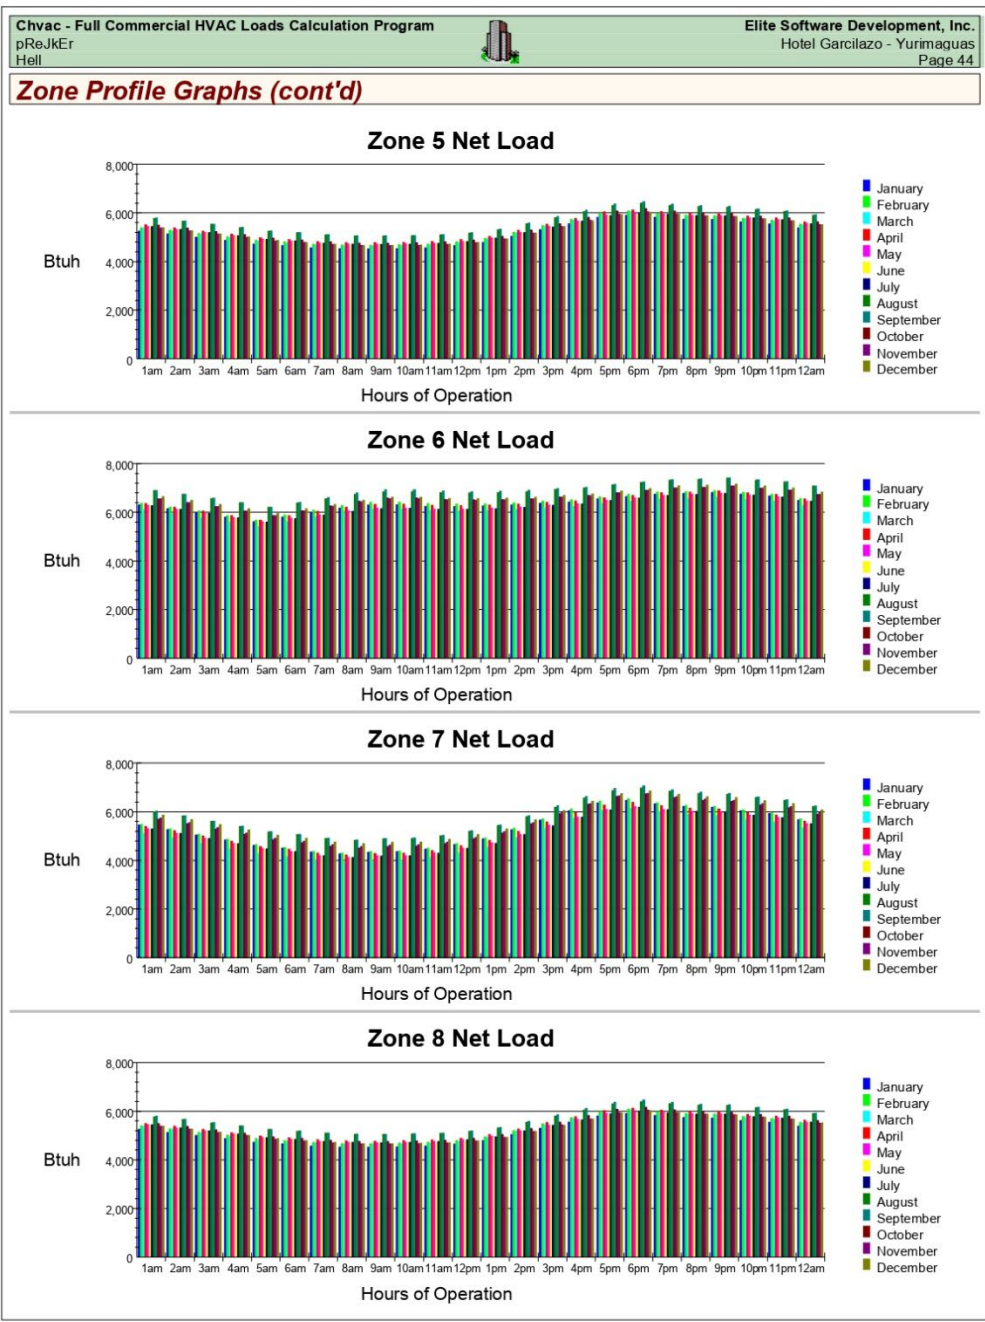 Chvac - Full Commercial HVAC Loads Calculation Program
Elite Software Development, Inc.
pReJkEr
Hotel Garcilazo - Yurimaguas
Hell
Page 44
Zone Profile Graphs (cont'd)
Zone 5 Net Load
8,000
6,000
4,000
2,000
0
Btuh
1am 2am 3am 4am 5am 6am 7am 8am 9am 10am 11am 12pm 1pm 2pm 3pm 4pm 5pm 6pm 7pm 8pm 9pm 10pm 11pm 12am
Hours of Operation
January
February
March
April
May
June
July
August
September
October
November
December
Zone 6 Net Load
8,000
6,000
4,000
2,000
0
Btuh
1am 2am 3am 4am 5am 6am 7am 8am 9am 10am 11am 12pm 1pm 2pm 3pm 4pm 5pm 6pm 7pm 8pm 9pm 10pm 11pm 12am
Hours of Operation
January
February
March
April
May
June
July
August
September
October
November
December
Zone 7 Net Load
8,000
6,000
4,000
2,000
0
Btuh
1am 2am 3am 4am 5am 6am 7am 8am 9am 10am 11am 12pm 1pm 2pm 3pm 4pm 5pm 6pm 7pm 8pm 9pm 10pm 11pm 12am
Hours of Operation
January
February
March
April
May
June
July
August
September
October
November
December
Zone 8 Net Load
8,000
6,000
4,000
2,000
0
Btuh
1am 2am 3am 4am 5am 6am 7am 8am 9am 10am 11am 12pm 1pm 2pm 3pm 4pm 5pm 6pm 7pm 8pm 9pm 10pm 11pm 12am
Hours of Operation
January
February
March
April
May
June
July
August
September
October
November
December